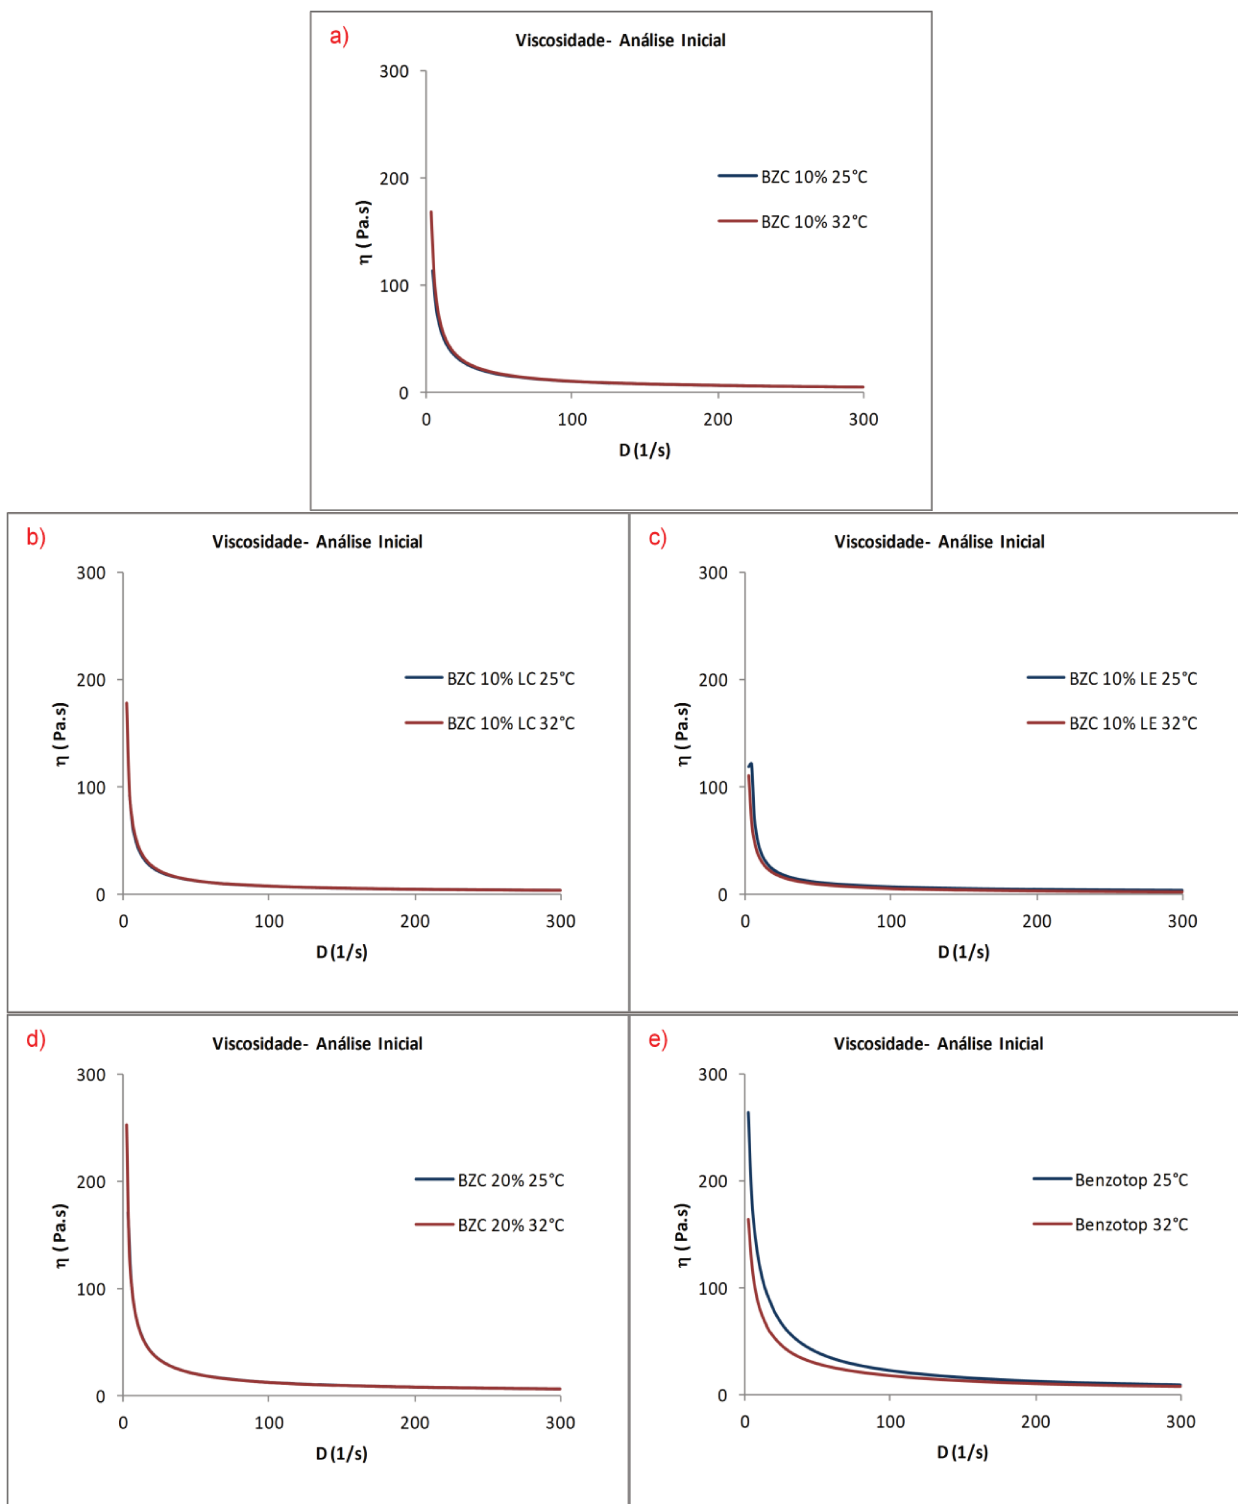 a)
Viscosidade- Análise Inicial
300
200
100
0
η ( Pa.s)
BZC 10% 25°C
BZC 10% 32°C
0 100 200 300
D (1/s)
b)
Viscosidade- Análise Inicial
300
200
100
0
η ( Pa.s)
BZC 10% LC 25°C
BZC 10% LC 32°C
0 100 200 300
D (1/s)
c)
Viscosidade- Análise Inicial
300
200
100
0
η ( Pa.s)
BZC 10% LE 25°C
BZC 10% LE 32°C
0 100 200 300
D (1/s)
d)
Viscosidade- Análise Inicial
300
200
100
0
η ( Pa.s)
BZC 20% 25°C
BZC 20% 32°C
0 100 200 300
D (1/s)
e)
Viscosidade- Análise Inicial
300
200
100
0
η ( Pa.s)
Benzotop 25°C
Benzotop 32°C
0 100 200 300
D (1/s)